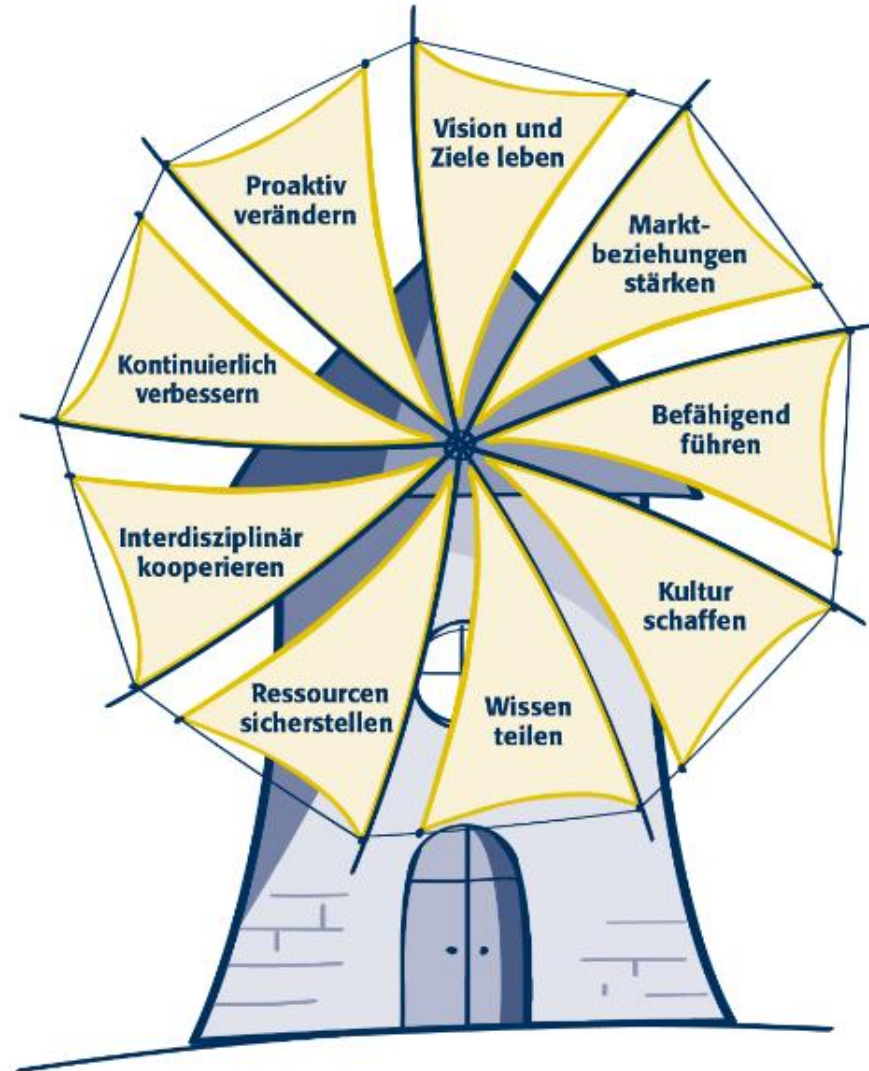 Vision und
Ziele leben
Markt-
beziehungen
stärken
Befähigend
führen
Kultur
schaffen
Wissen
teilen
Ressourcen
sicherstellen
Interdisziplinär
kooperieren
Kontinuierlich
verbessern
Proaktiv
verändern